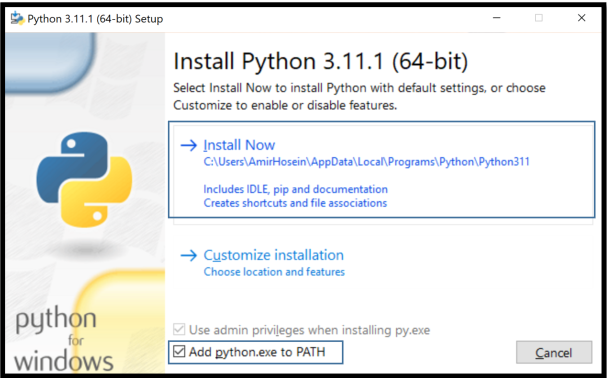 Python 3.11.1 (64-bit) Setup
Install Python 3.11.1 (64-bit)
Select Install Now to install Python with default settings, or choose
Customize to enable or disable features.
Install Now
C:\Users\AmirHosein\AppData\Local\Programs\Python\Python311
Includes IDLE, pip and documentation
Creates shortcuts and file associations
Customize installation
Choose location and features
Use admin privileges when installing py.exe
Add python.exe to PATH
Cancel
python
for
windows